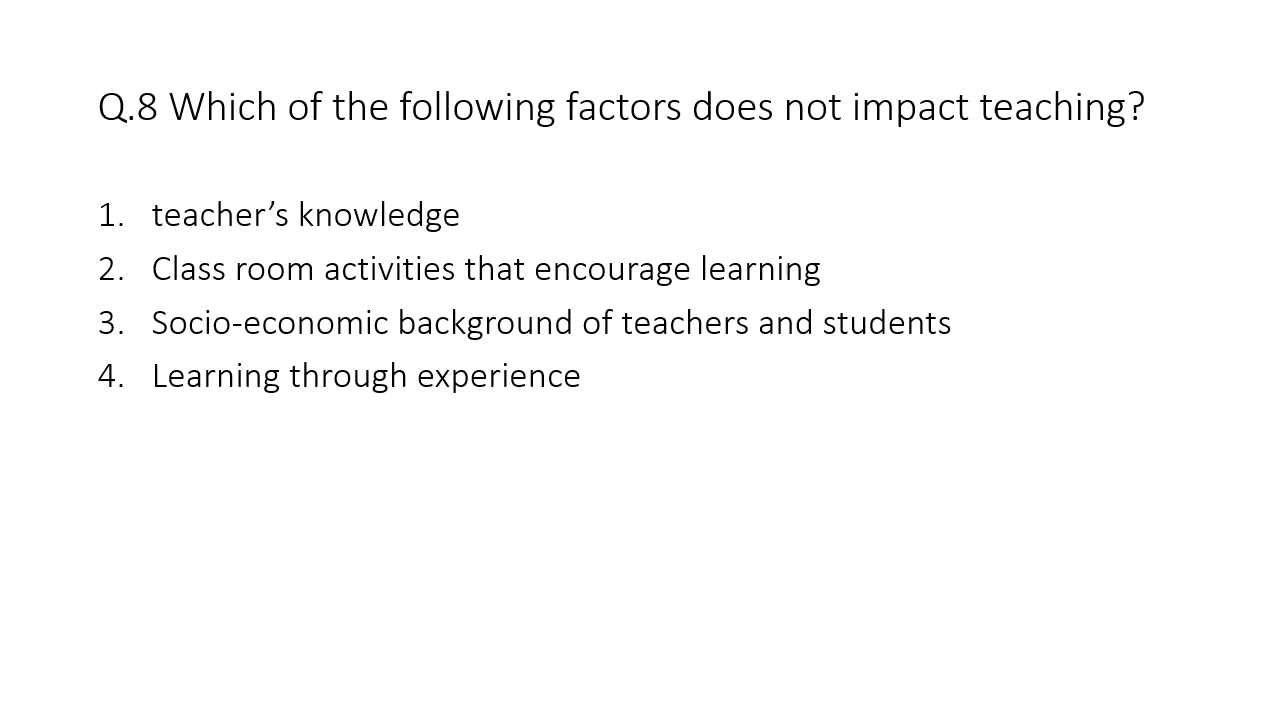 Q.8 Which of the following factors does not impact teaching?
1. teacher’s knowledge
2. Class room activities that encourage learning
3. Socio-economic background of teachers and students
4. Learning through experience